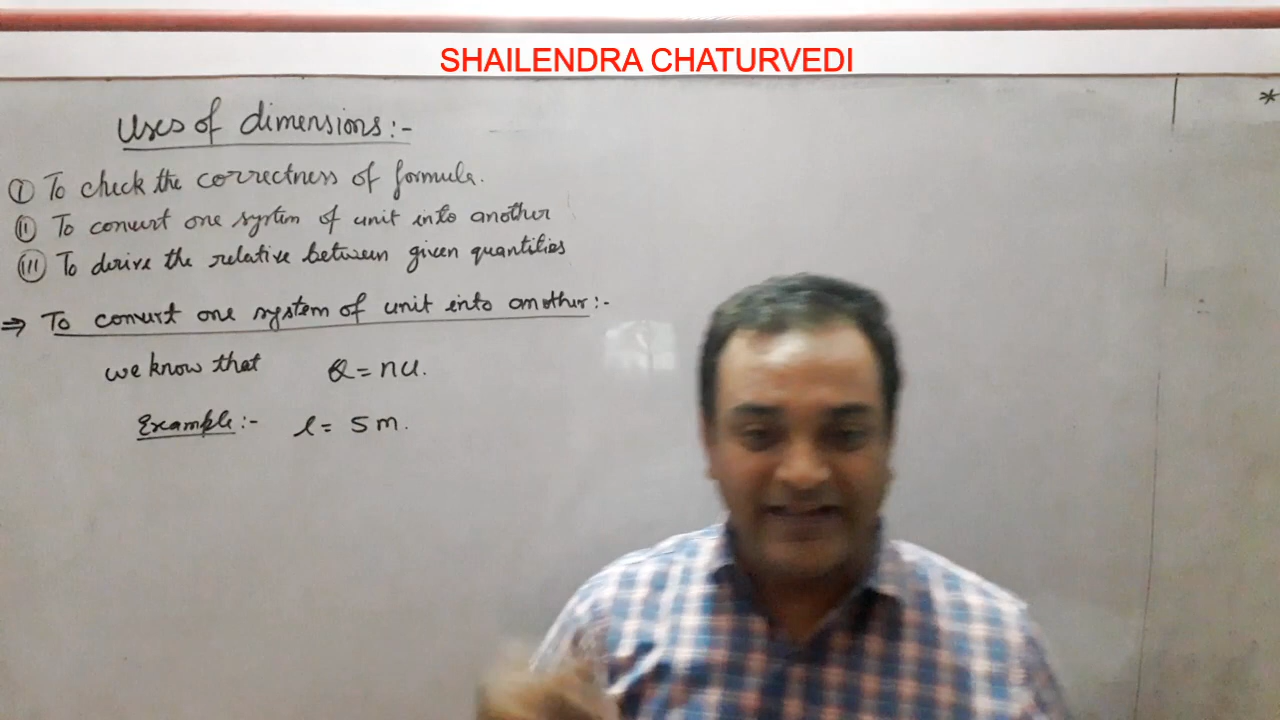 SHAILENDRA CHATURVEDI
*
Uses of dimensions:-
(I) To check the correctness of formula.
(II) To convert one system of unit into another
(III) To derive the relative between given quantities
⇒ To convert one system of unit into another:-
we know that Q = nu.
Example:- l = 5m.